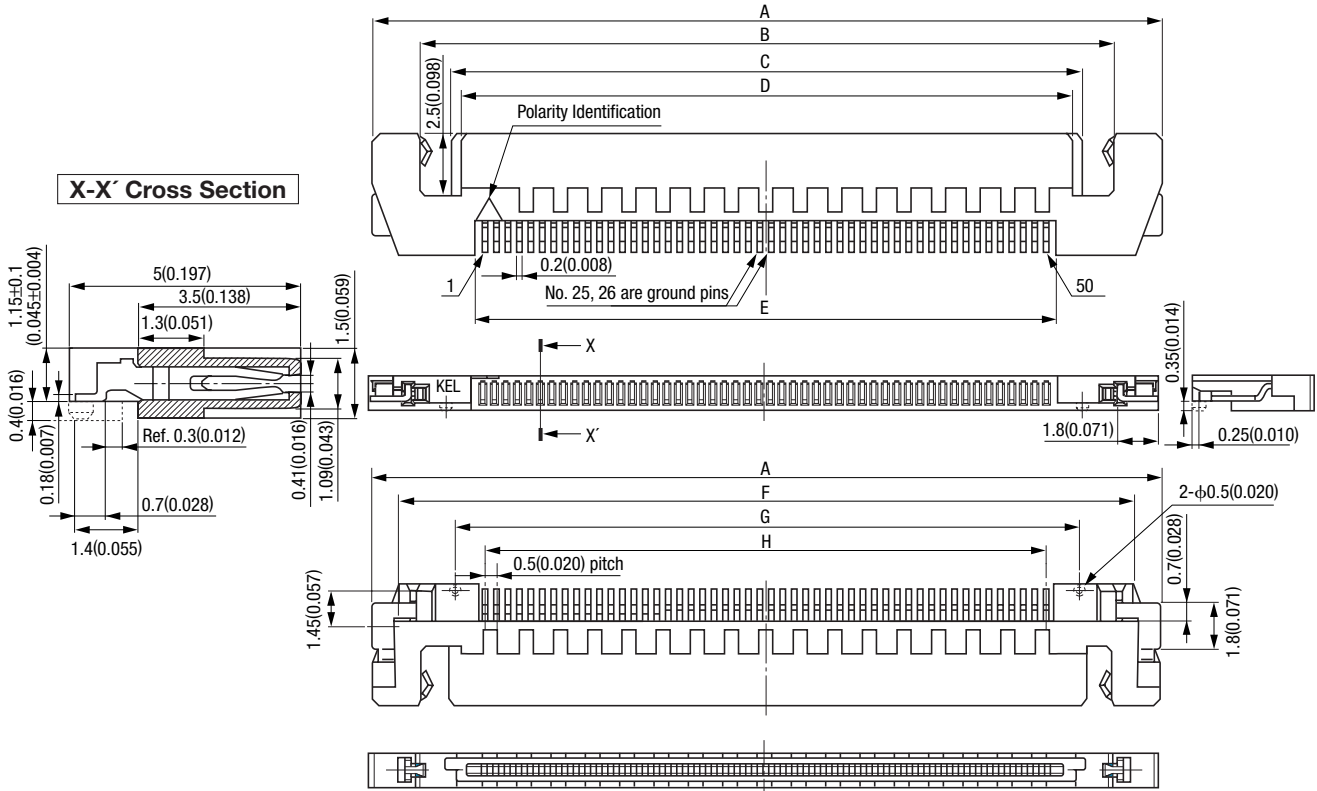 A
B
C
D
2.5(0.098)
Polarity Identification
X-X´ Cross Section
1
0.2(0.008)
No. 25, 26 are ground pins
50
E
5(0.197)
3.5(0.138)
1.3(0.051)
1.15±0.1
(0.045±0.004)
1.5(0.059)
0.4(0.016)
0.18(0.007)
Ref. 0.3(0.012)
0.7(0.028)
1.4(0.055)
0.41(0.016)
1.09(0.043)
X
KEL
X´
0.35(0.014)
1.8(0.071)
0.25(0.010)
A
F
G
H
2-ϕ0.5(0.020)
0.5(0.020) pitch
1.45(0.057)
0.7(0.028)
1.8(0.071)